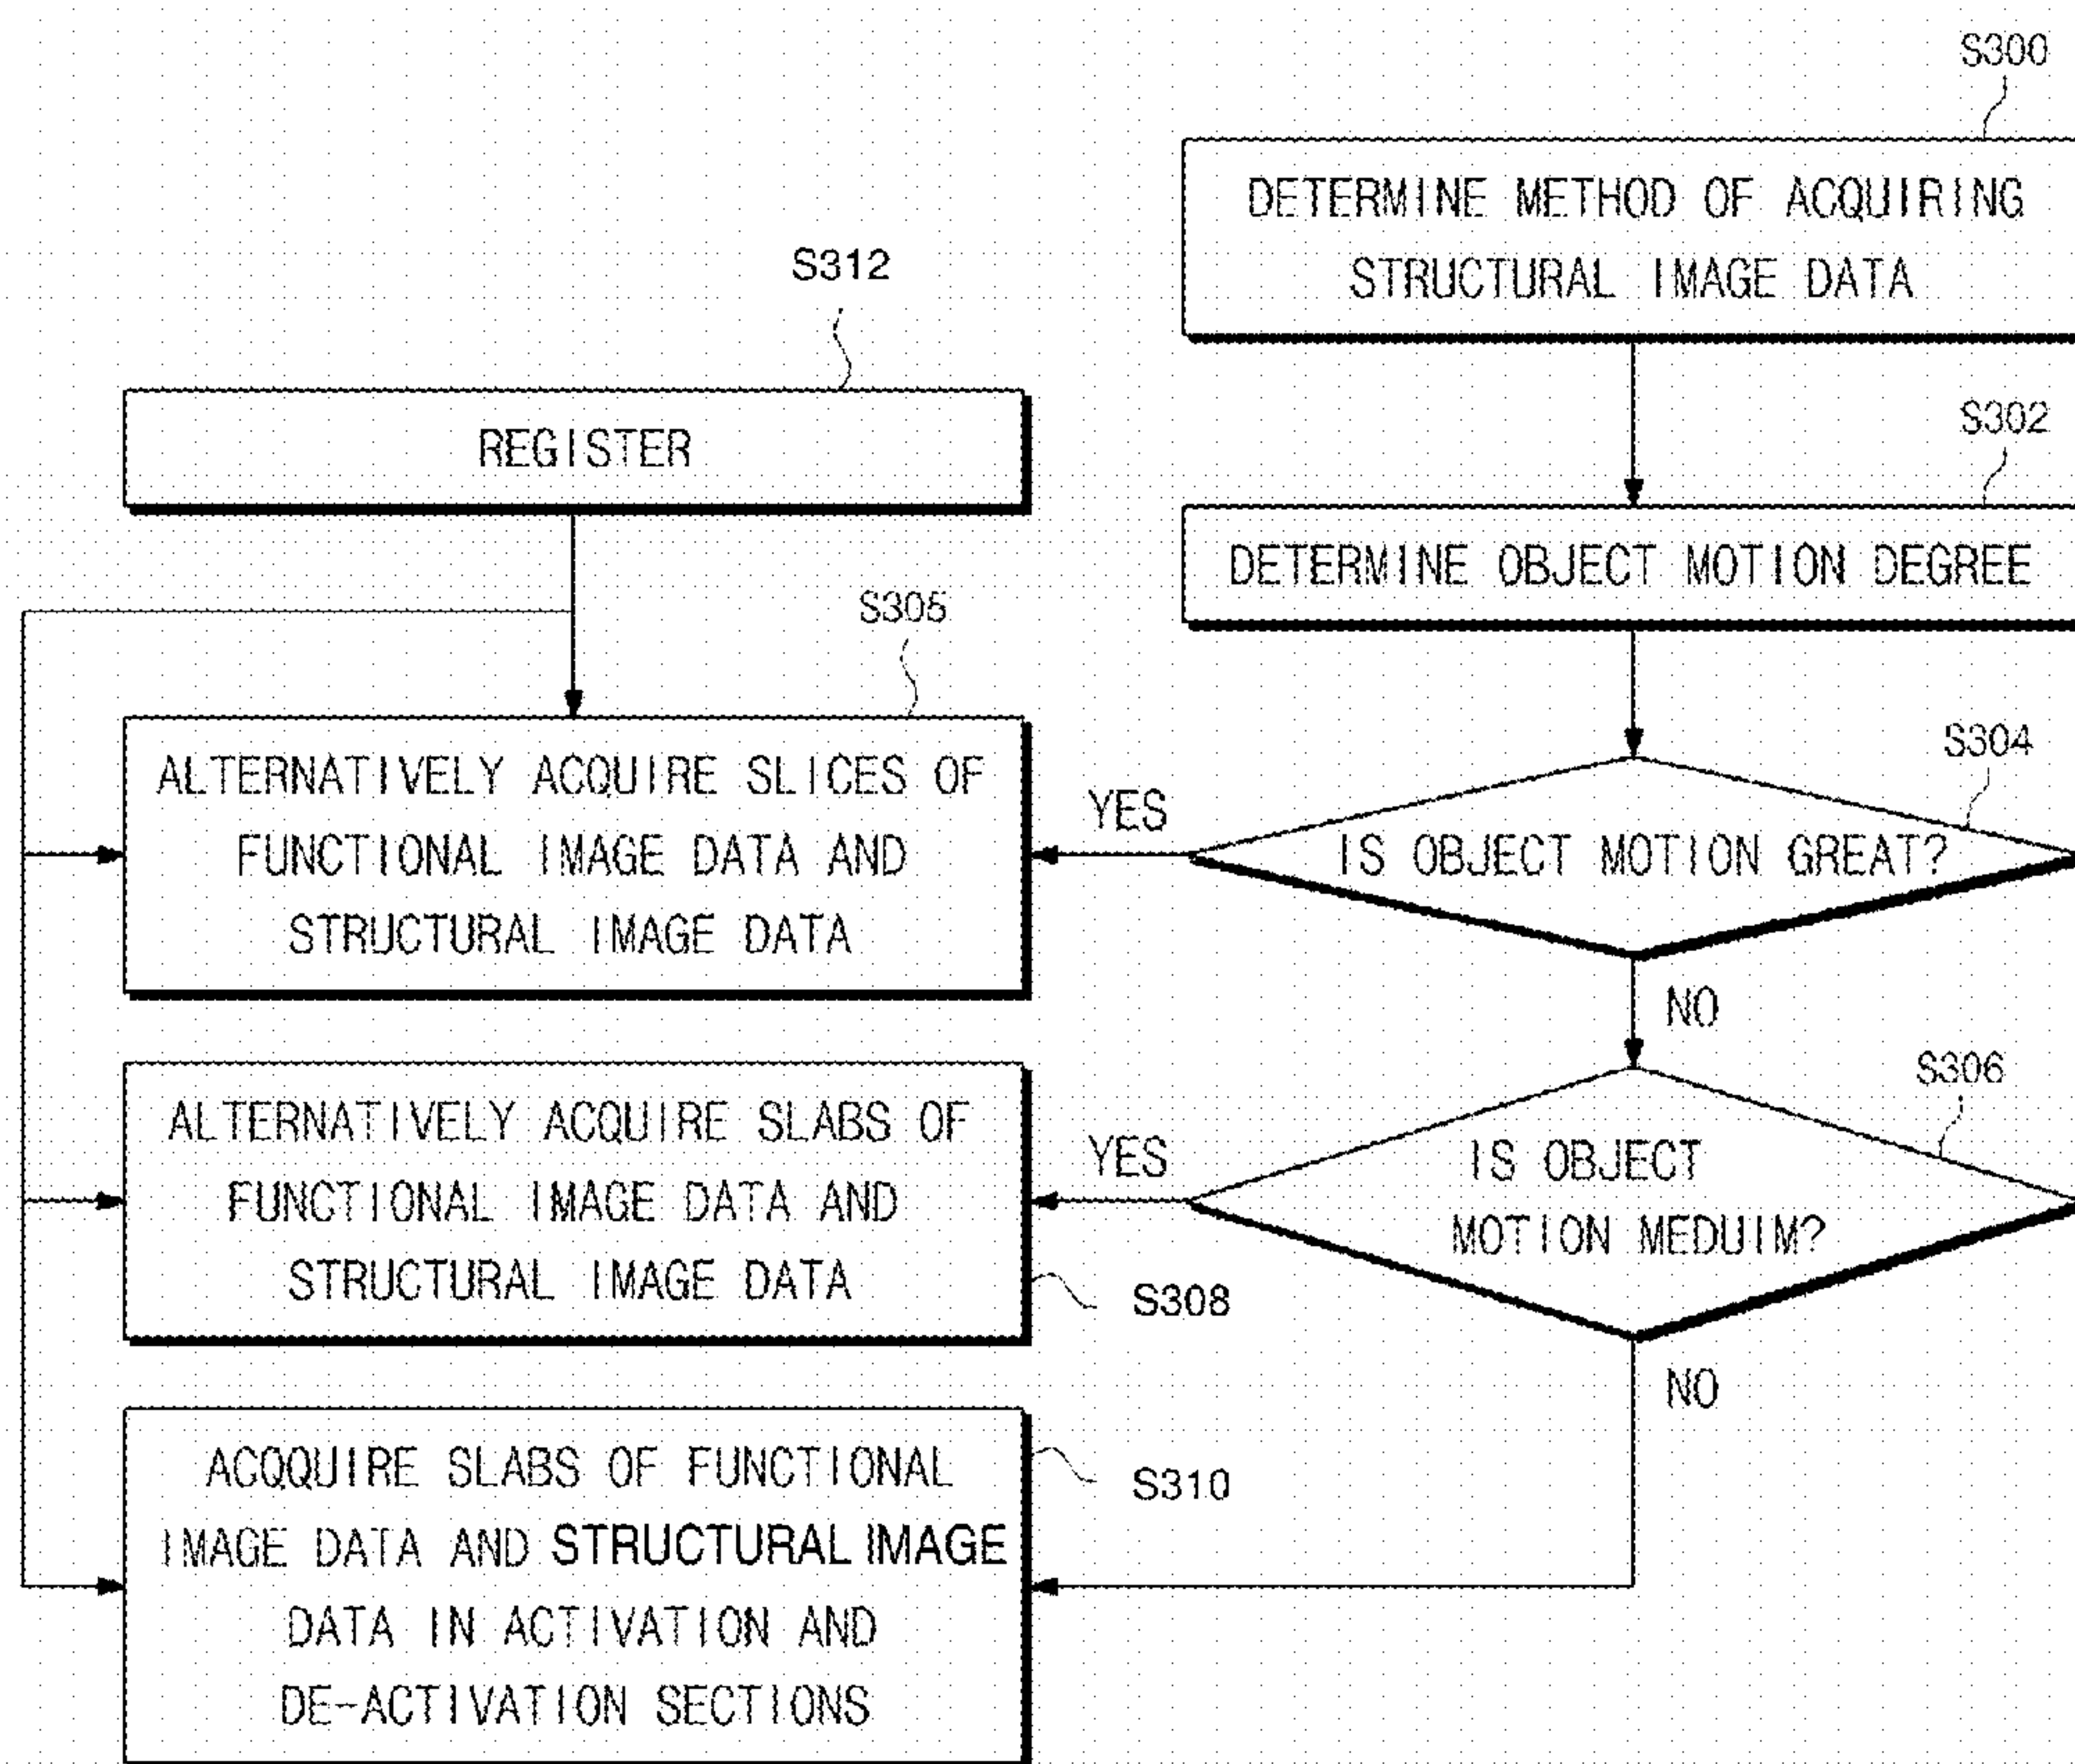 S300
DETERMINE METHOD OF ACQUIRING
STRUCTURAL IMAGE DATA
S312
REGISTER
S302
DETERMINE OBJECT MOTION DEGREE
S305
ALTERNATIVELY ACQUIRE SLICES OF
FUNCTIONAL IMAGE DATA AND
STRUCTURAL IMAGE DATA
YES
S304
IS OBJECT MOTION GREAT?
NO
ALTERNATIVELY ACQUIRE SLABS OF
FUNCTIONAL IMAGE DATA AND
STRUCTURAL IMAGE DATA
S308
YES
S306
IS OBJECT
MOTION MEDUIM?
NO
ACQQUIRE SLABS OF FUNCTIONAL
IMAGE DATA AND STRUCTURAL IMAGE
DATA IN ACTIVATION AND
DE-ACTIVATION SECTIONS
S310